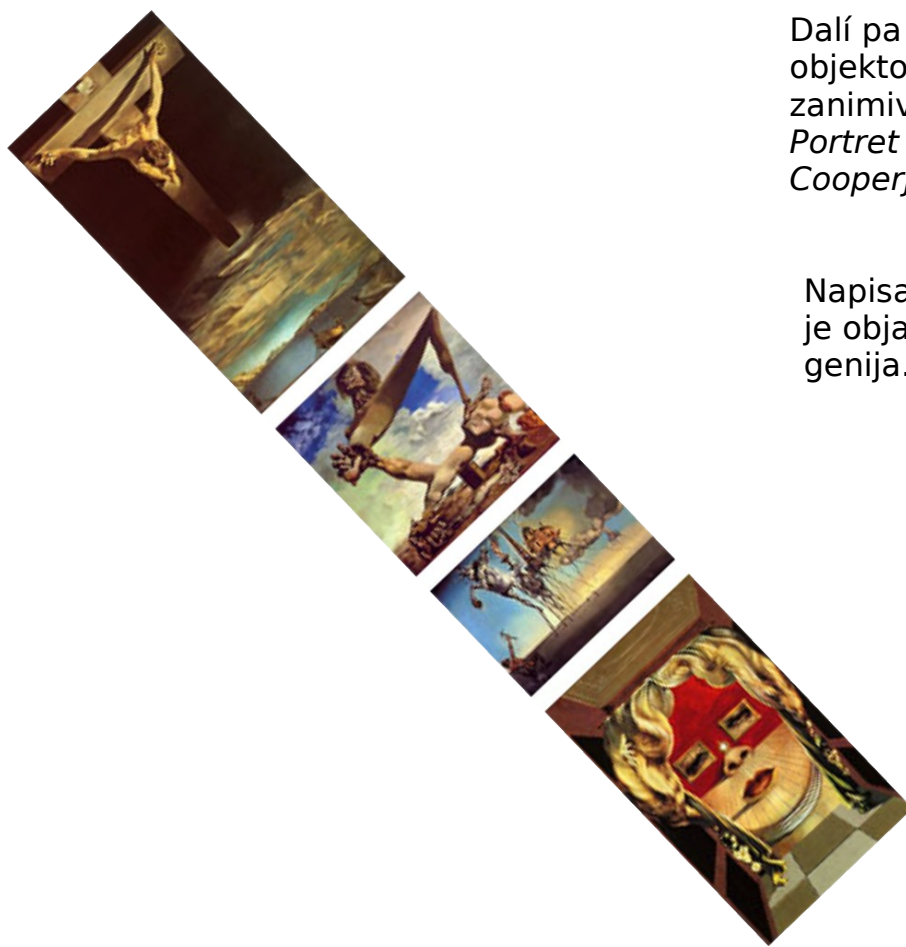 Dalí pa
objekto
zanimiv
Portret
Cooperj
Napisa
je obja
genija.